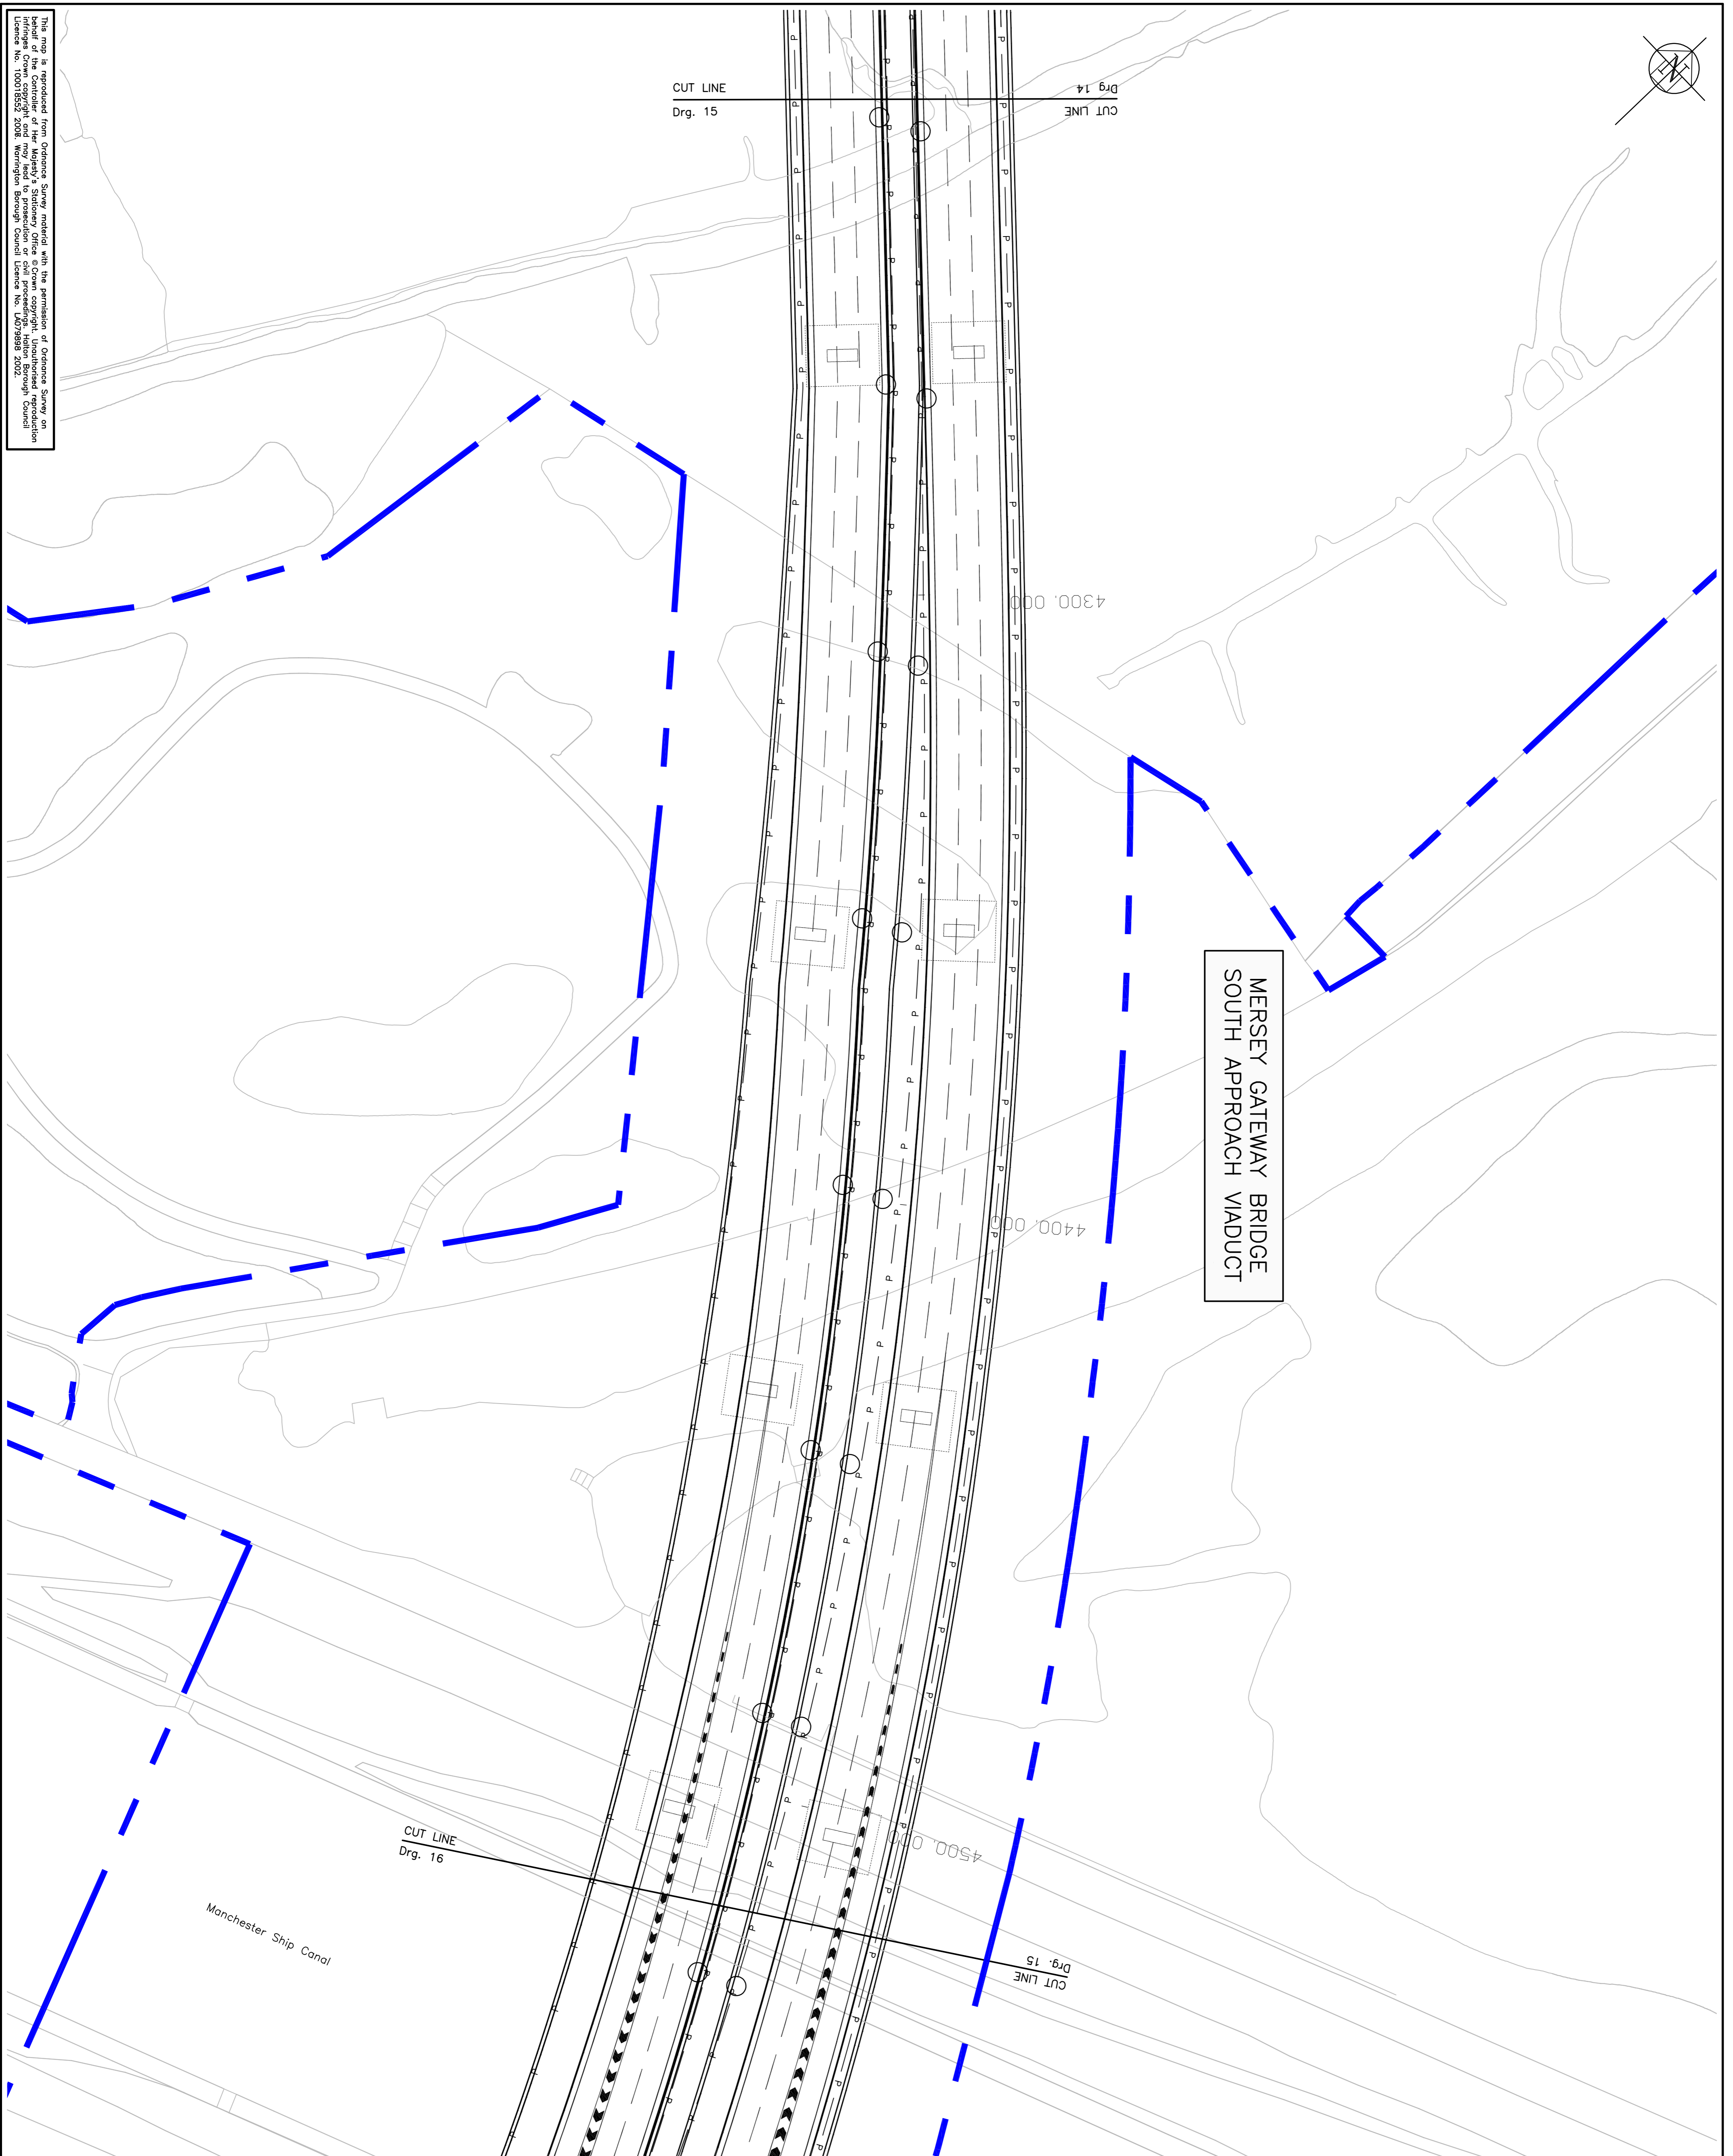 This map is reproduced from Ordnance Survey material with the permission of Ordnance Survey on
behalf of the Controller of Her Majesty's Stationery Office © Crown copyright. Unauthorised reproduction
infringes Crown copyright and may lead to prosecution or civil proceedings. Halton Borough Council
Licence No. 100018552 2008. Warrington Borough Council Licence No. LA079898 2002.
CUT LINE
Drg. 15
Drg 14
CUT LINE
4300.000
MERSEY GATEWAY BRIDGE
SOUTH APPROACH VIADUCT
4400.000
4500.000
CUT LINE
Drg. 16
Drg. 15
CUT LINE
Manchester Ship Canal
N